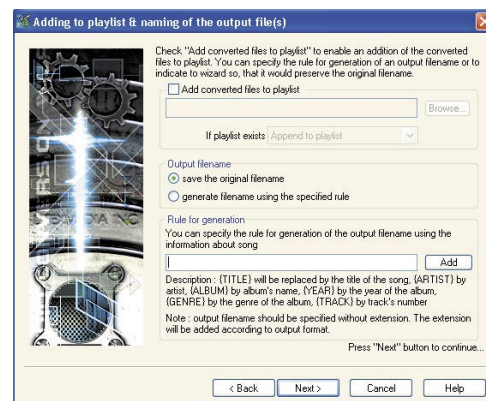 Adding to playlist & naming of the output file(s)
Check "Add converted files to playlist" to enable an addition of the converted
files to playlist. You can specify the rule for generation of an output filename or to
indicate to wizard so, that it would preserve the original filename.
Add converted files to playlist
Browse...
If playlist exists Append to playlist
Output filename
save the original filename
generate filename using the specified rule
Rule for generation
You can specify the rule for generation of the output filename using the
information about song
Add
Description : {TITLE} will be replaced by the title of the song, {ARTIST} by
artist, {ALBUM} by album's name, {YEAR} by the year of the album,
{GENRE} by the genre of the album, {TRACK} by track's number
Note : output filename should be specified without extension. The extension
will be added according to output format.
Press "Next" button to continue...
< Back Next > Cancel Help